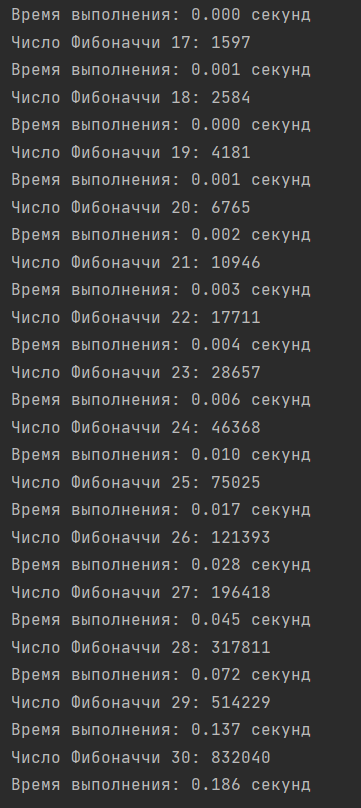 Время выполнения: 0.000 секунд
Число Фибоначчи 17: 1597
Время выполнения: 0.001 секунд
Число Фибоначчи 18: 2584
Время выполнения: 0.000 секунд
Число Фибоначчи 19: 4181
Время выполнения: 0.001 секунд
Число Фибоначчи 20: 6765
Время выполнения: 0.002 секунд
Число Фибоначчи 21: 10946
Время выполнения: 0.003 секунд
Число Фибоначчи 22: 17711
Время выполнения: 0.004 секунд
Число Фибоначчи 23: 28657
Время выполнения: 0.006 секунд
Число Фибоначчи 24: 46368
Время выполнения: 0.010 секунд
Число Фибоначчи 25: 75025
Время выполнения: 0.017 секунд
Число Фибоначчи 26: 121393
Время выполнения: 0.028 секунд
Число Фибоначчи 27: 196418
Время выполнения: 0.045 секунд
Число Фибоначчи 28: 317811
Время выполнения: 0.072 секунд
Число Фибоначчи 29: 514229
Время выполнения: 0.137 секунд
Число Фибоначчи 30: 832040
Время выполнения: 0.186 секунд